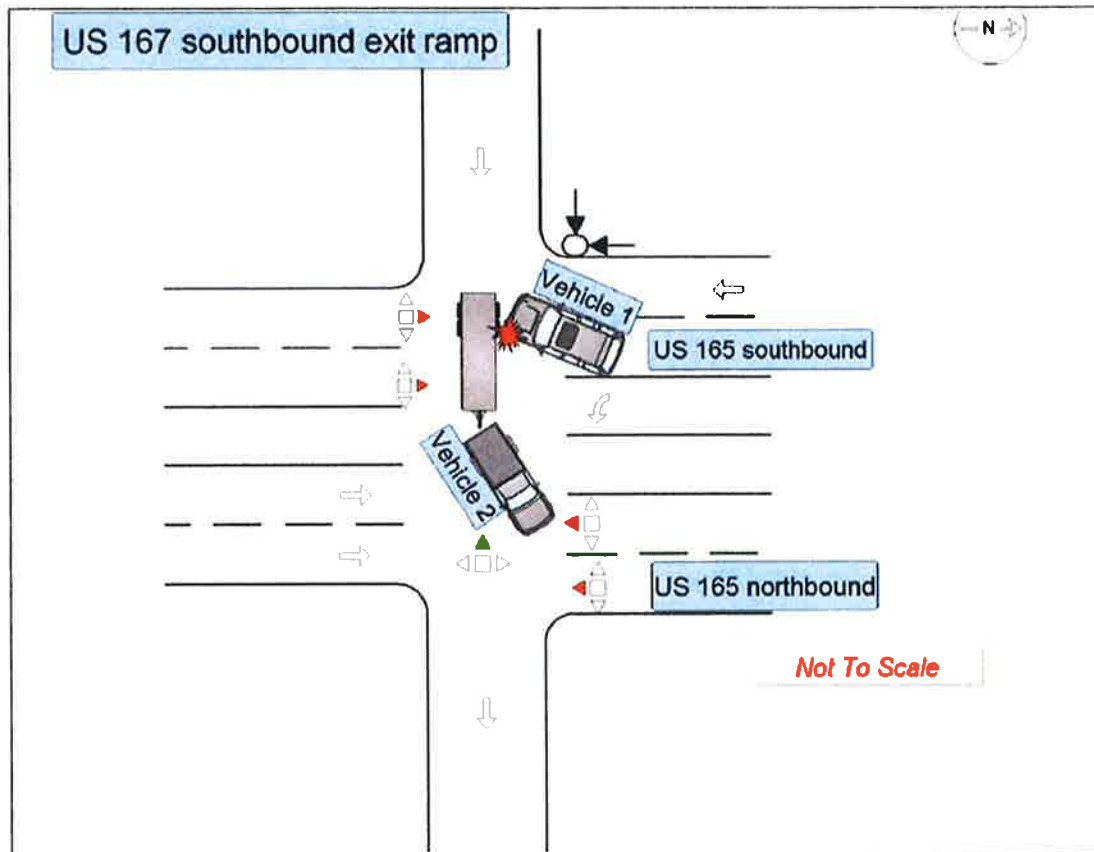 US 167 southbound exit ramp
N
Vehicle 1
US 165 southbound
Vehicle 2
US 165 northbound
Not To Scale